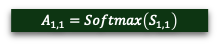 A₁,₁ = Softmax(S₁,₁)